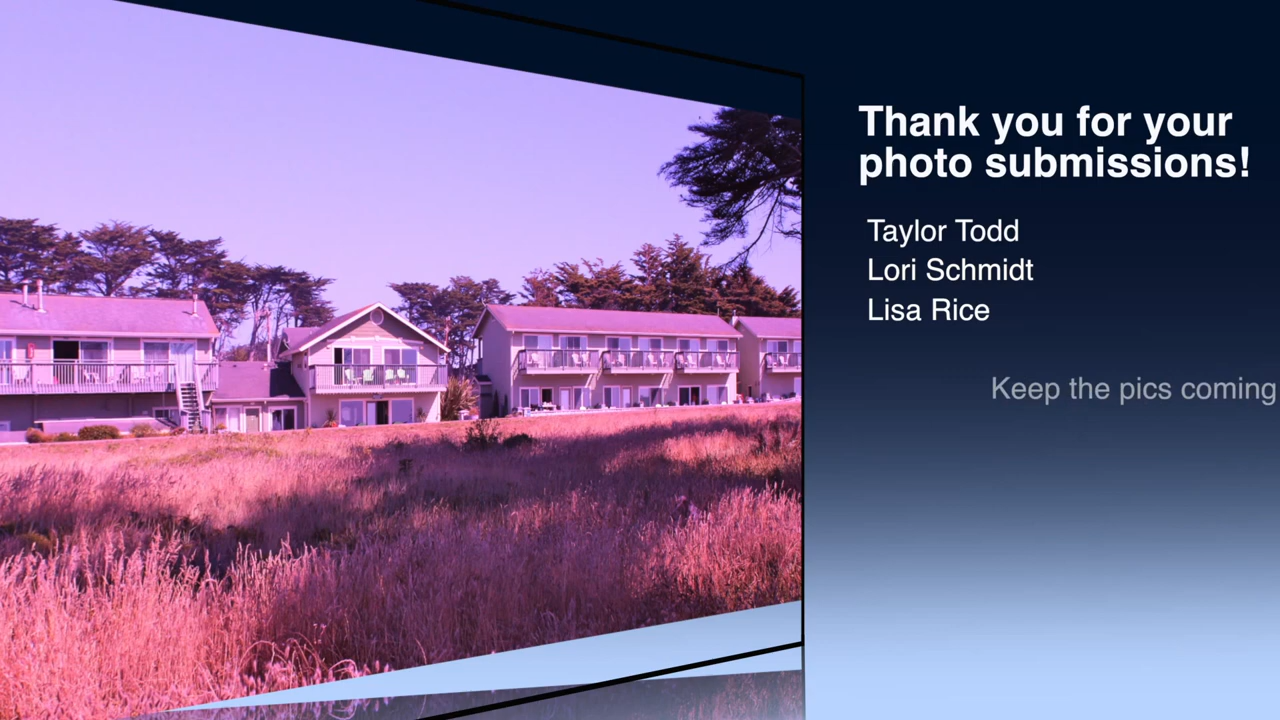 Thank you for your
photo submissions!
Taylor Todd
Lori Schmidt
Lisa Rice
Keep the pics coming